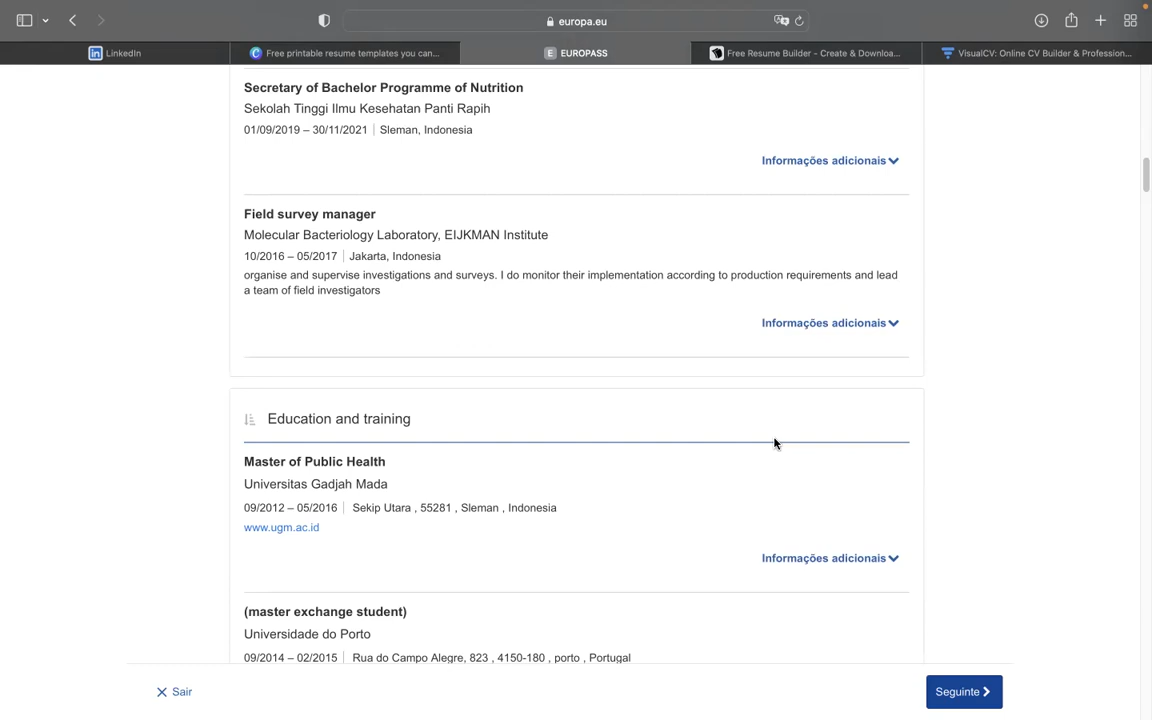 europa.eu
LinkedIn
Free printable resume templates you can...
E EUROPASS
Free Resume Builder - Create & Downloa...
VisualCV: Online CV Builder & Profession...
Secretary of Bachelor Programme of Nutrition
Sekolah Tinggi Ilmu Kesehatan Panti Rapih
01/09/2019 – 30/11/2021 | Sleman, Indonesia
Informações adicionais
Field survey manager
Molecular Bacteriology Laboratory, EIJKMAN Institute
10/2016 – 05/2017 | Jakarta, Indonesia
organise and supervise investigations and surveys. I do monitor their implementation according to production requirements and lead
a team of field investigators
Informações adicionais
Education and training
Master of Public Health
Universitas Gadjah Mada
09/2012 – 05/2016 | Sekip Utara , 55281 , Sleman , Indonesia
www.ugm.ac.id
Informações adicionais
(master exchange student)
Universidade do Porto
09/2014 – 02/2015 | Rua do Campo Alegre, 823 , 4150-180 , porto , Portugal
Sair
Seguinte